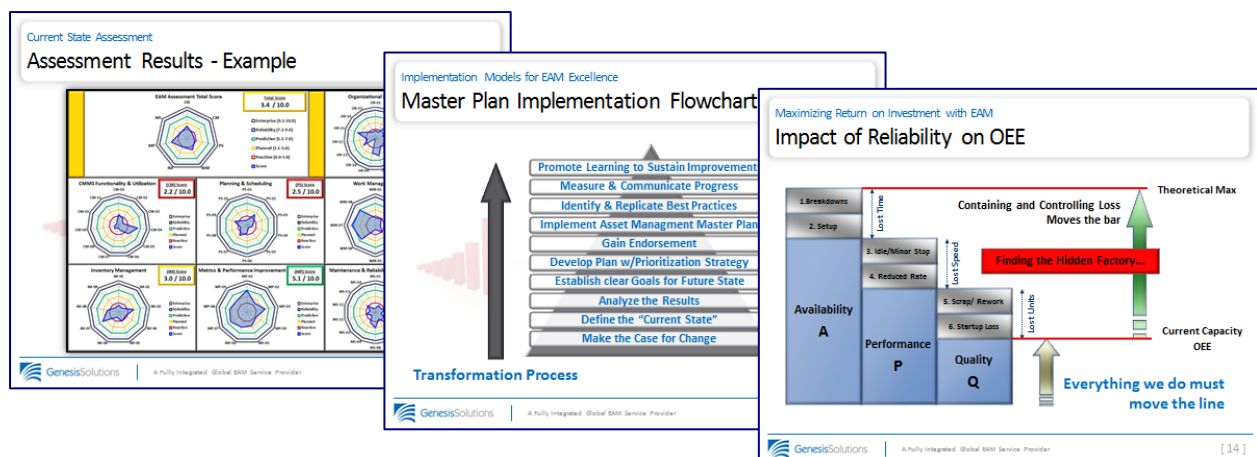 Current State Assessment
Assessment Results - Example
EAM Assessment Total Score
Total Score
3.4 / 10.0
Organizational
CMMS Functionality & Utilization
2.2 / 10.0
Planning & Scheduling
2.5 / 10.0
Work Manag
Inventory Management
3.0 / 10.0
Metrics & Performance Improvement
5.1 / 10.0
Maintenance & Reliabi
GenesisSolutions
A Fully Integrated Global EAM Service Provider
Implementation Models for EAM Excellence
Master Plan Implementation Flowchart
Promote Learning to Sustain Improvement
Measure & Communicate Progress
Identify & Replicate Best Practices
Implement Asset Managment Master Plan
Gain Endorsement
Develop Plan w/Prioritization Strategy
Establish clear Goals for Future State
Analyze the Results
Define the “Current State”
Make the Case for Change
Transformation Process
GenesisSolutions
A Fully Integrated Global EAM Service Provider
Maximizing Return on Investment with EAM
Impact of Reliability on OEE
Theoretical Max
Containing and Controlling Loss
Moves the bar
1.Breakdowns
2. Setup
Lost Time
3. Idle/Minor Stop
4. Reduced Rate
Lost Speed
Finding the Hidden Factory...
5. Scrap/ Rework
6. Startup Loss
Lost Units
Availability
A
Performance
P
Quality
Q
Current Capacity
OEE
Everything we do must
move the line
GenesisSolutions
A Fully Integrated Global EAM Service Provider
[ 14 ]